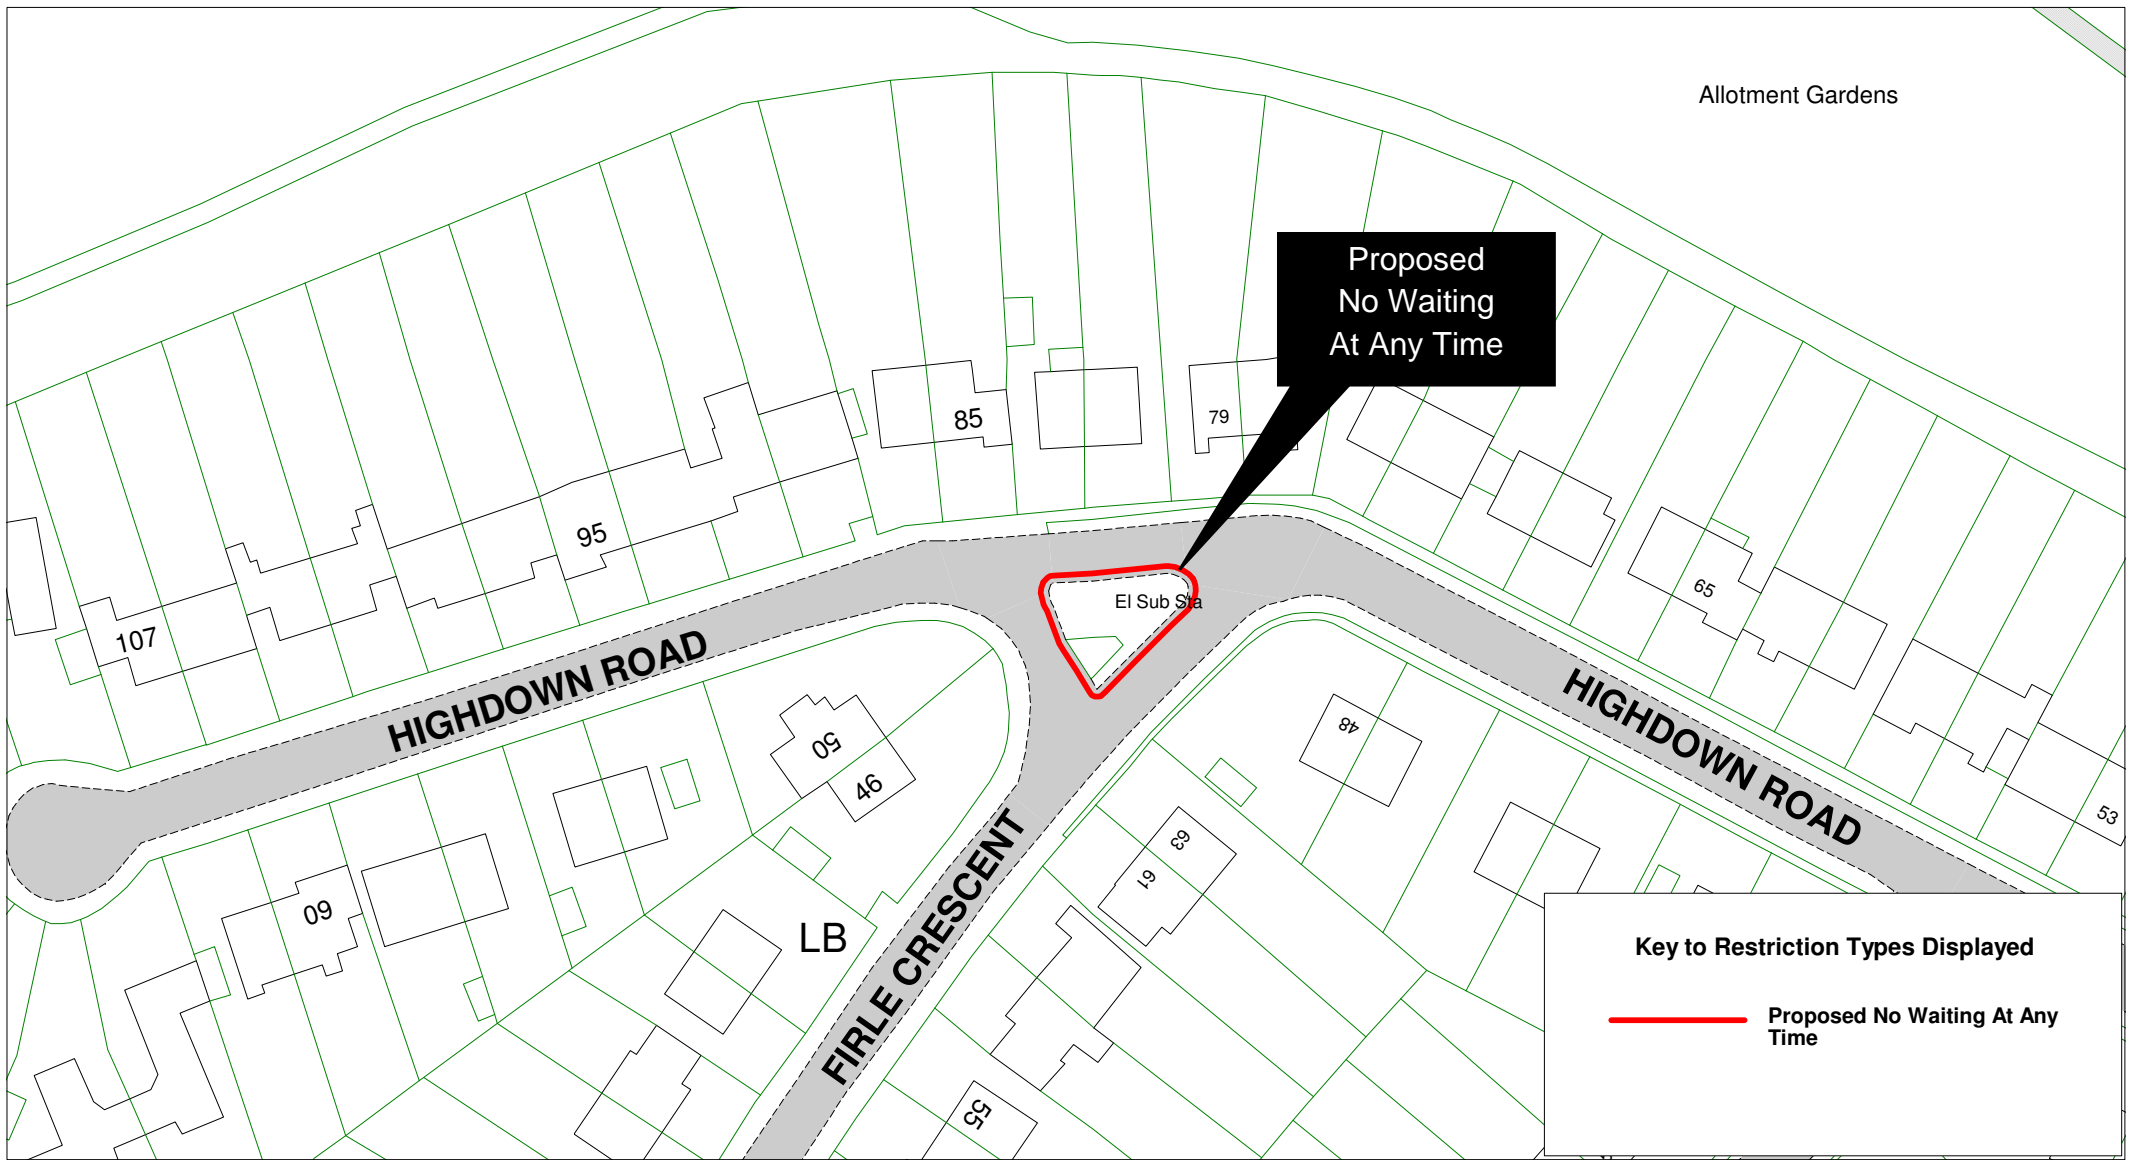 Allotment Gardens
Proposed
No Waiting
At Any Time
85
79
95
El Sub Sta
65
107
HIGHDOWN ROAD
HIGHDOWN ROAD
48
50
46
53
63
61
FIRLE CRESCENT
60
LB
55
Key to Restriction Types Displayed
Proposed No Waiting At Any
Time